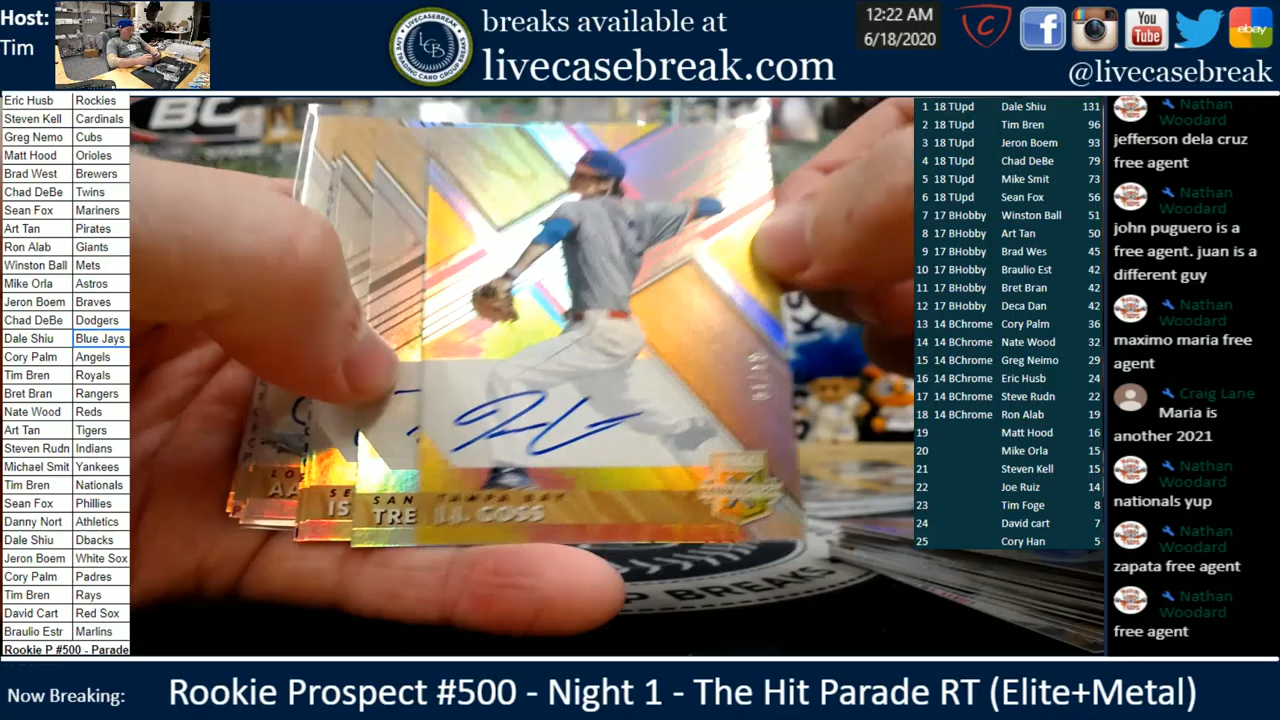 Host:
Tim
LCB
LIVE CASE BREAK
breaks available at
livecasebreak.com
12:22 AM
6/18/2020
You
Tube
ebay
@livecasebreak
Eric Husb Rockies
Steven Kell Cardinals
Greg Nemo Cubs
Matt Hood Orioles
Brad West Brewers
Chad DeBe Twins
Sean Fox Mariners
Art Tan Pirates
Ron Alab Giants
Winston Ball Mets
Mike Orla Astros
Jeron Boem Braves
Chad DeBe Dodgers
Dale Shiu Blue Jays
Cory Palm Angels
Tim Bren Royals
Bret Bran Rangers
Nate Wood Reds
Art Tan Tigers
Steven Rudn Indians
Michael Smit Yankees
Tim Bren Nationals
Sean Fox Phillies
Danny Nort Athletics
Dale Shiu Dbacks
Jeron Boem White Sox
Cory Palm Padres
Tim Bren Rays
David Cart Red Sox
Braulio Estr Marlins
Rookie P #500 - Parade
BC
LOS
AA
SE
IS
SAN
TRE
TAMPA BAY
J.J. GOSS
BREAKS
1 18 TUpd Dale Shiu 131
2 18 TUpd Tim Bren 96
3 18 TUpd Jeron Boem 93
4 18 TUpd Chad DeBe 79
5 18 TUpd Mike Smit 73
6 18 TUpd Sean Fox 56
7 17 BHobby Winston Ball 51
8 17 BHobby Art Tan 50
9 17 BHobby Brad Wes 45
10 17 BHobby Braulio Est 42
11 17 BHobby Bret Bran 42
12 17 BHobby Deca Dan 42
13 14 BChrome Cory Palm 36
14 14 BChrome Nate Wood 32
15 14 BChrome Greg Neimo 29
16 14 BChrome Eric Husb 24
17 14 BChrome Steve Rudn 22
18 14 BChrome Ron Alab 19
19 Matt Hood 16
20 Mike Orla 15
21 Steven Kell 15
22 Joe Ruiz 14
23 Tim Foge 8
24 David cart 7
25 Cory Han 5
Nathan
Woodard
jefferson dela cruz
free agent
Nathan
Woodard
john puguero is a
free agent. juan is a
different guy
Nathan
Woodard
maximo maria free
agent
Craig Lane
Maria is
another 2021
Nathan
Woodard
nationals yup
Nathan
Woodard
zapata free agent
Nathan
Woodard
free agent
Now Breaking:
Rookie Prospect #500 - Night 1 - The Hit Parade RT (Elite+Metal)